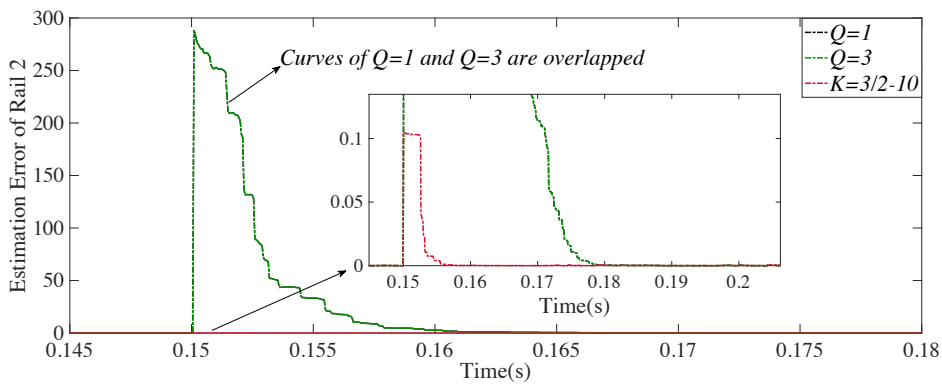 Estimation Error of Rail 2
300
250
200
150
100
50
0
Curves of Q=1 and Q=3 are overlapped
Q=1
Q=3
K=3/2-10
0.1
0.05
0
0.15 0.16 0.17 0.18 0.19 0.2
Time(s)
0.145 0.15 0.155 0.16 0.165 0.17 0.175 0.18
Time(s)